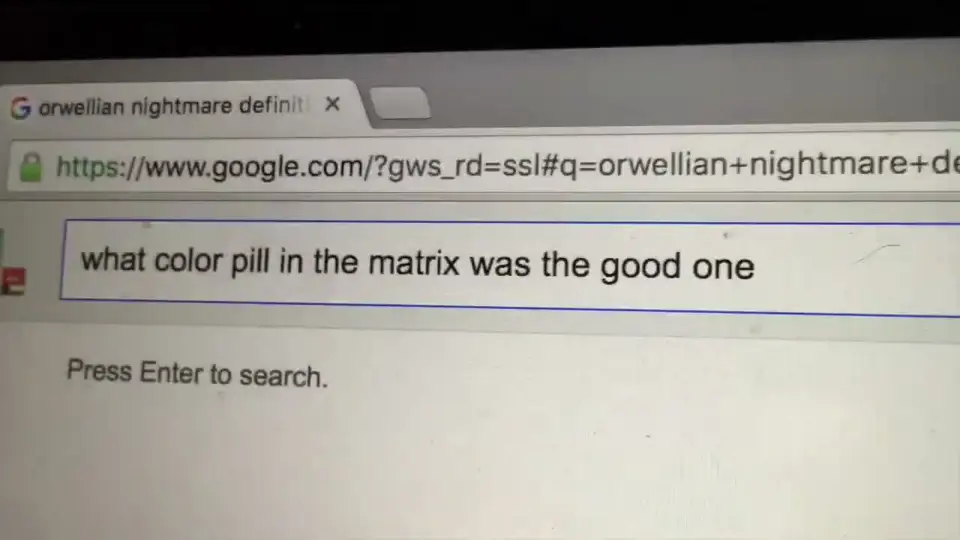 orwellian nightmare definit
https://www.google.com/?gws_rd=ssl#q=orwellian+nightmare+de
what color pill in the matrix was the good one
Press Enter to search.